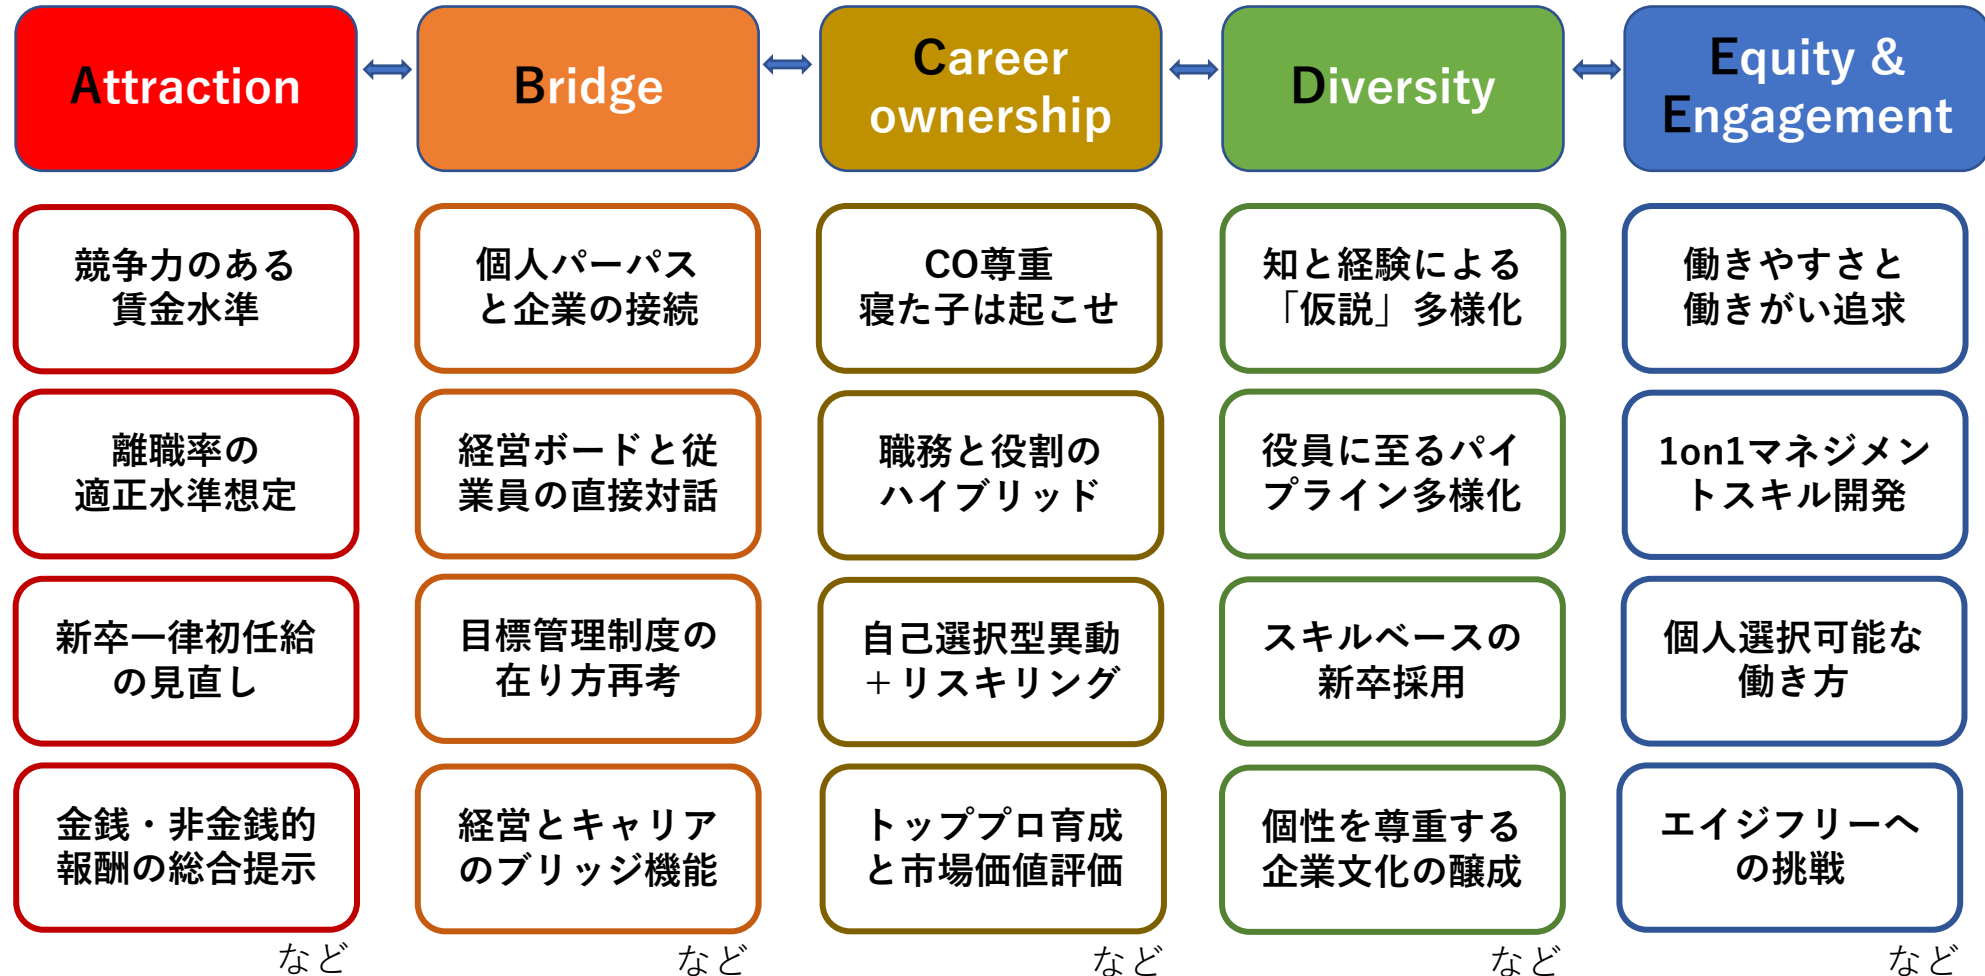 Attraction
Bridge
Career
ownership
Diversity
Equity &
Engagement
競争力のある
賃金水準
離職率の
適正水準想定
新卒一律初任給
の見直し
金銭・非金銭的
報酬の総合提示
など
個人パーパス
と企業の接続
経営ボードと従
業員の直接対話
目標管理制度の
在り方再考
経営とキャリア
のブリッジ機能
など
CO尊重
寝た子は起こせ
職務と役割の
ハイブリッド
自己選択型異動
＋リスキリング
トッププロ育成
と市場価値評価
など
知と経験による
「仮説」多様化
役員に至るパイ
プライン多様化
スキルベースの
新卒採用
個性を尊重する
企業文化の醸成
など
働きやすさと
働きがい追求
1on1マネジメン
トスキル開発
個人選択可能な
働き方
エイジフリーへ
の挑戦
など